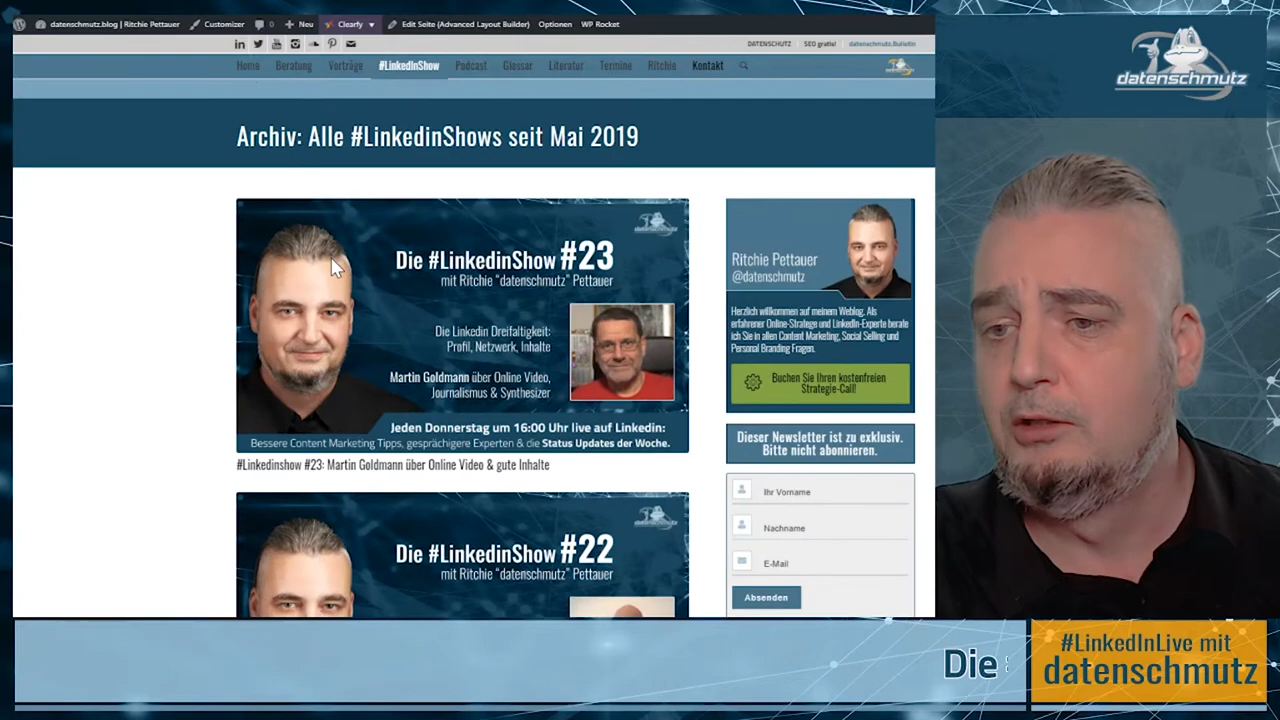 datenschmutz.blog | Ritchie Pettauer Customizer 0 Neu Clearfy Edit Seite (Advanced Layout Builder) Optionen WP Rocket
DATENSCHUTZ SEO gratis! datenschmutz.Bulletin
Home Beratung Vorträge #LinkedInShow Podcast Glossar Literatur Termine Ritchie Kontakt
datenschmutz
Archiv: Alle #LinkedinShows seit Mai 2019
datenschmutz
Die #LinkedinShow #23
mit Ritchie "datenschmutz" Pettauer
Die Linkedin Dreifaltigkeit:
Profil, Netzwerk, Inhalte
Martin Goldmann über Online Video,
Journalismus & Synthesizer
Jeden Donnerstag um 16:00 Uhr live auf Linkedin:
Bessere Content Marketing Tipps, gesprächigere Experten & die Status Updates der Woche.
#Linkedinshow #23: Martin Goldmann über Online Video & gute Inhalte
datenschmutz
Die #LinkedinShow #22
mit Ritchie "datenschmutz" Pettauer
Ritchie Pettauer
@datenschmutz
Herzlich willkommen auf meinem Weblog. Als
erfahrener Online-Stratege und LinkedIn-Experte berate
ich Sie in allen Content Marketing, Social Selling und
Personal Branding Fragen.
Buchen Sie Ihren kostenfreien
Strategie-Call!
Dieser Newsletter ist zu exklusiv.
Bitte nicht abonnieren.
Ihr Vorname
Nachname
E-Mail
Absenden
datenschmutz
Die
#LinkedInLive mit
datenschmutz